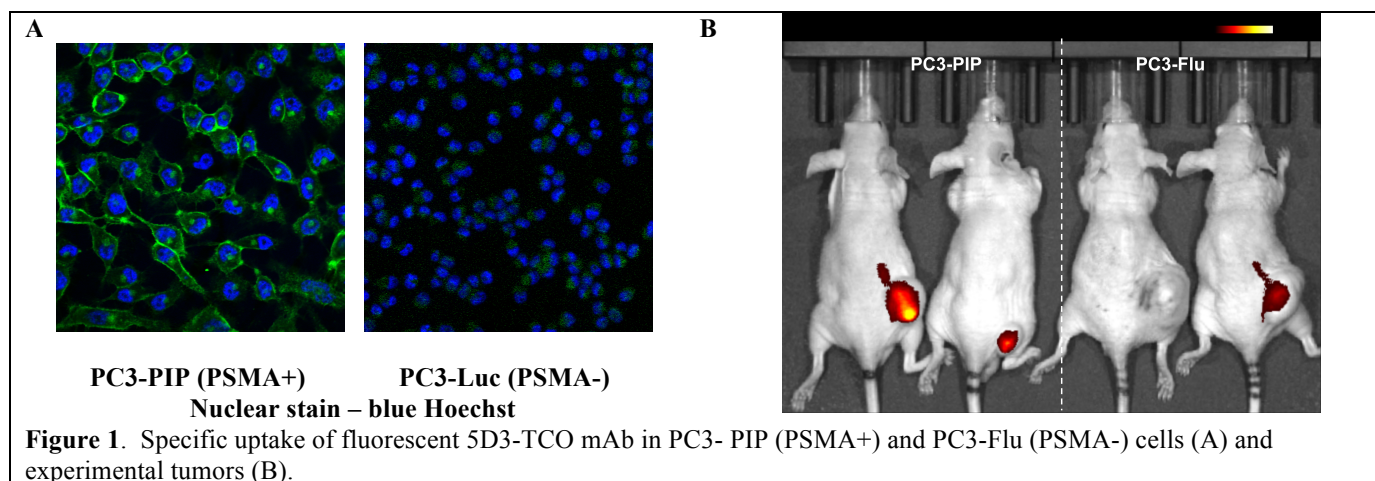 A
B
PC3-PIP
PC3-Flu
PC3-PIP (PSMA+)
PC3-Luc (PSMA-)
Nuclear stain – blue Hoechst
Figure 1.  Specific uptake of fluorescent 5D3-TCO mAb in PC3- PIP (PSMA+) and PC3-Flu (PSMA-) cells (A) and
experimental tumors (B).